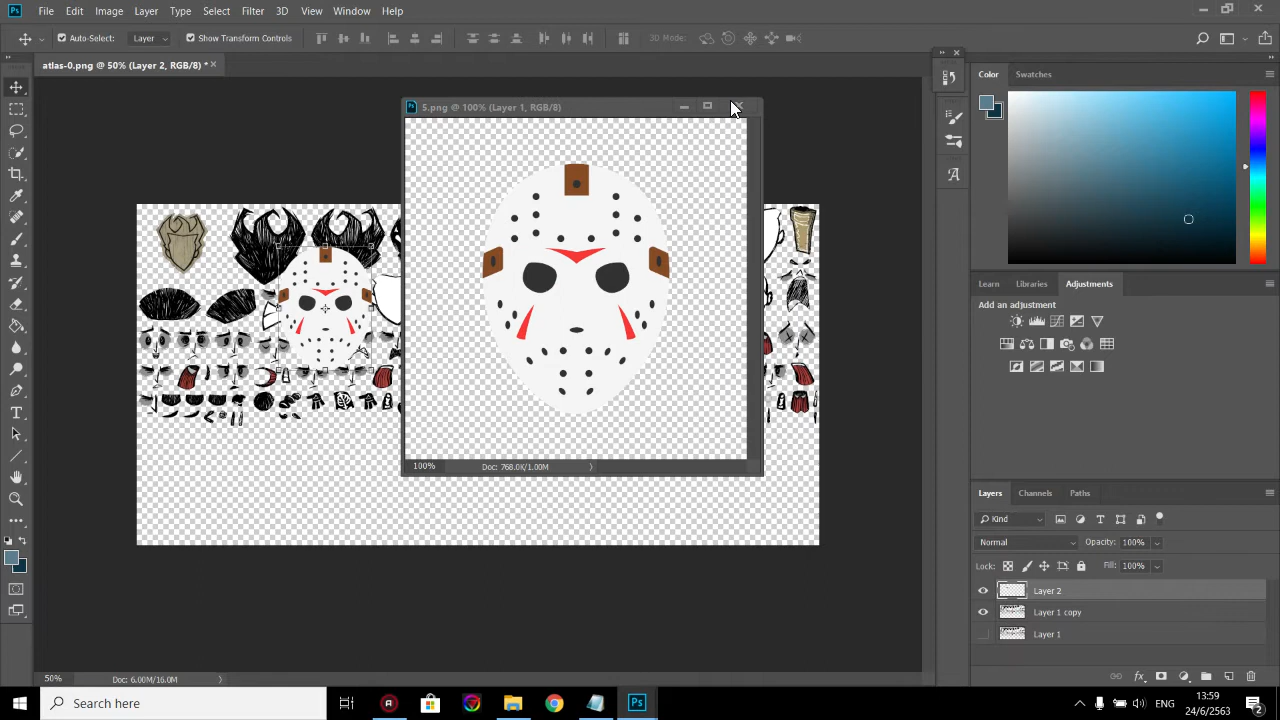 Ps File Edit Image Layer Type Select Filter 3D View Window Help
Auto-Select: Layer Show Transform Controls 3D Mode:
atlas-0.png @ 50% (Layer 2, RGB/8) *
5.png @ 100% (Layer 1, RGB/8)
100% Doc: 768.0K/1.00M
50% Doc: 6.00M/16.0M
Color Swatches
Learn Libraries Adjustments
Add an adjustment
Layers Channels Paths
Kind
Normal Opacity: 100%
Lock: Fill: 100%
Layer 2
Layer 1 copy
Layer 1
Search here
Ps
ENG
13:59
24/6/2563
2